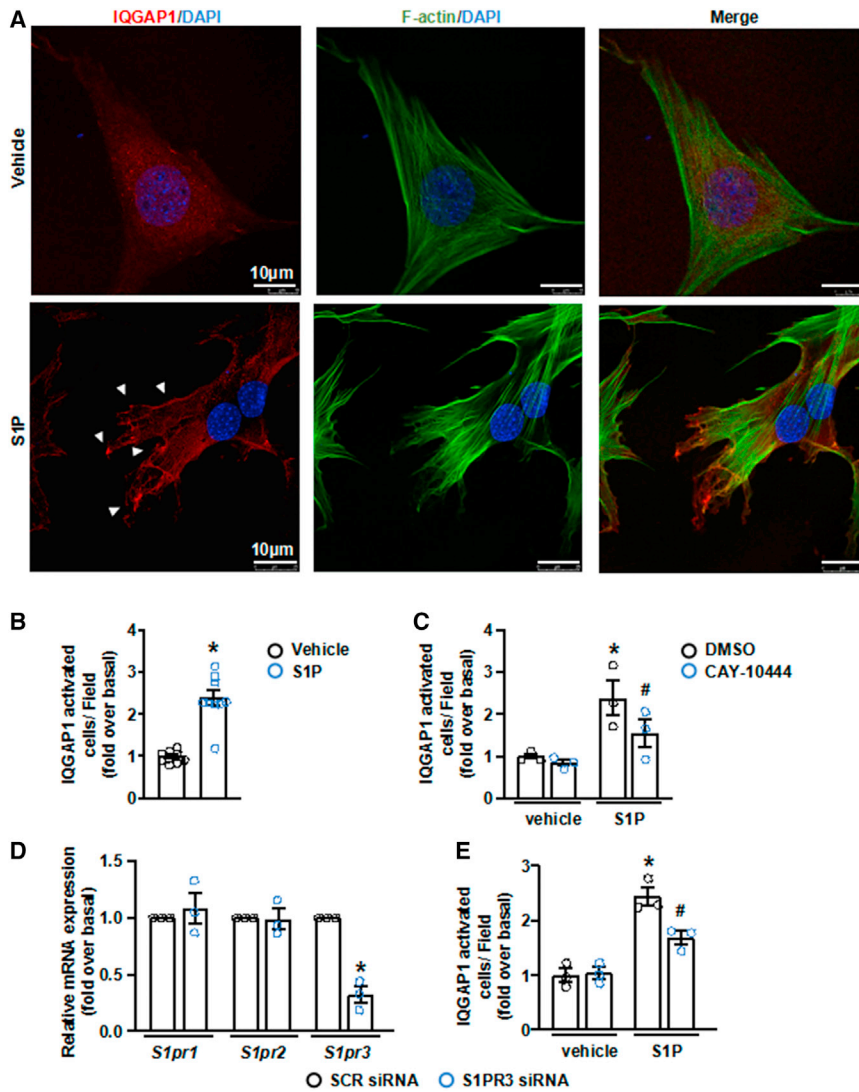 A
IQGAP1/DAPI
F-actin/DAPI
Merge
Vehicle
10μm
S1P
10μm
B
IQGAP1 activated
cells/ Field
(fold over basal)
4
3
2
1
0
*
Vehicle
S1P
C
IQGAP1 activated
cells/ Field
(fold over basal)
4
3
2
1
0
*
#
DMSO
CAY-10444
vehicle
S1P
D
Relative mRNA expression
(fold over basal)
1.5
1.0
0.5
0.0
*
S1pr1
S1pr2
S1pr3
E
IQGAP1 activated
cells/ Field
(fold over basal)
3
2
1
0
*
#
vehicle
S1P
SCR siRNA
S1PR3 siRNA